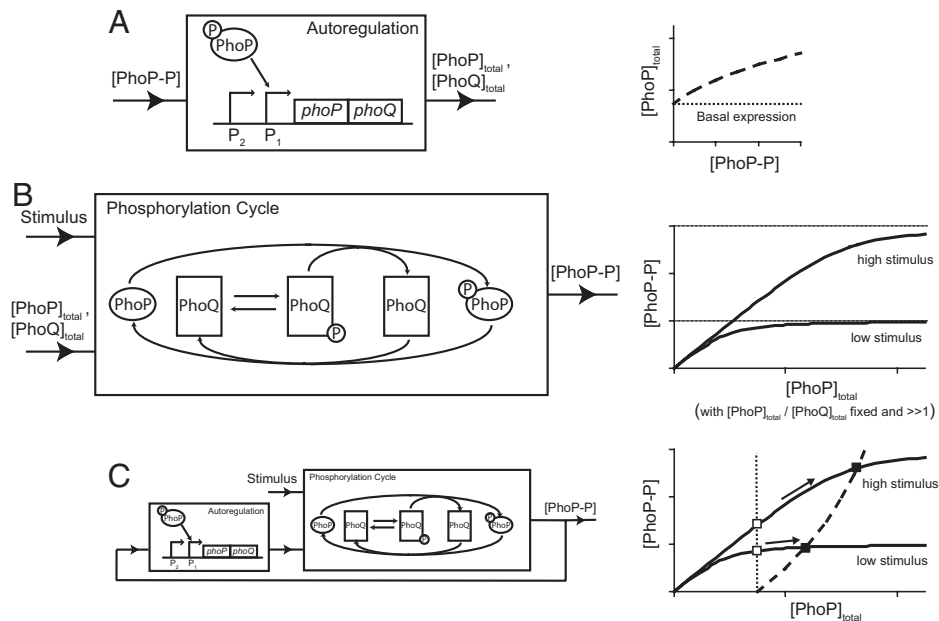 A
Autoregulation
P
PhoP
[PhoP-P]
[PhoP]total ,
[PhoQ]total
phoP phoQ
P2 P1
[PhoP]total
Basal expression
[PhoP-P]
B
Phosphorylation Cycle
Stimulus
[PhoP]total ,
[PhoQ]total
PhoP PhoQ PhoQ P PhoQ P PhoP
[PhoP-P]
[PhoP-P]
high stimulus
low stimulus
[PhoP]total
(with [PhoP]total / [PhoQ]total fixed and >>1)
C
Stimulus
Phosphorylation Cycle
P
PhoP
Autoregulation
phoP phoQ
P2 P1
PhoP PhoQ PhoQ P PhoQ P PhoP
[PhoP-P]
[PhoP-P]
high stimulus
low stimulus
[PhoP]total